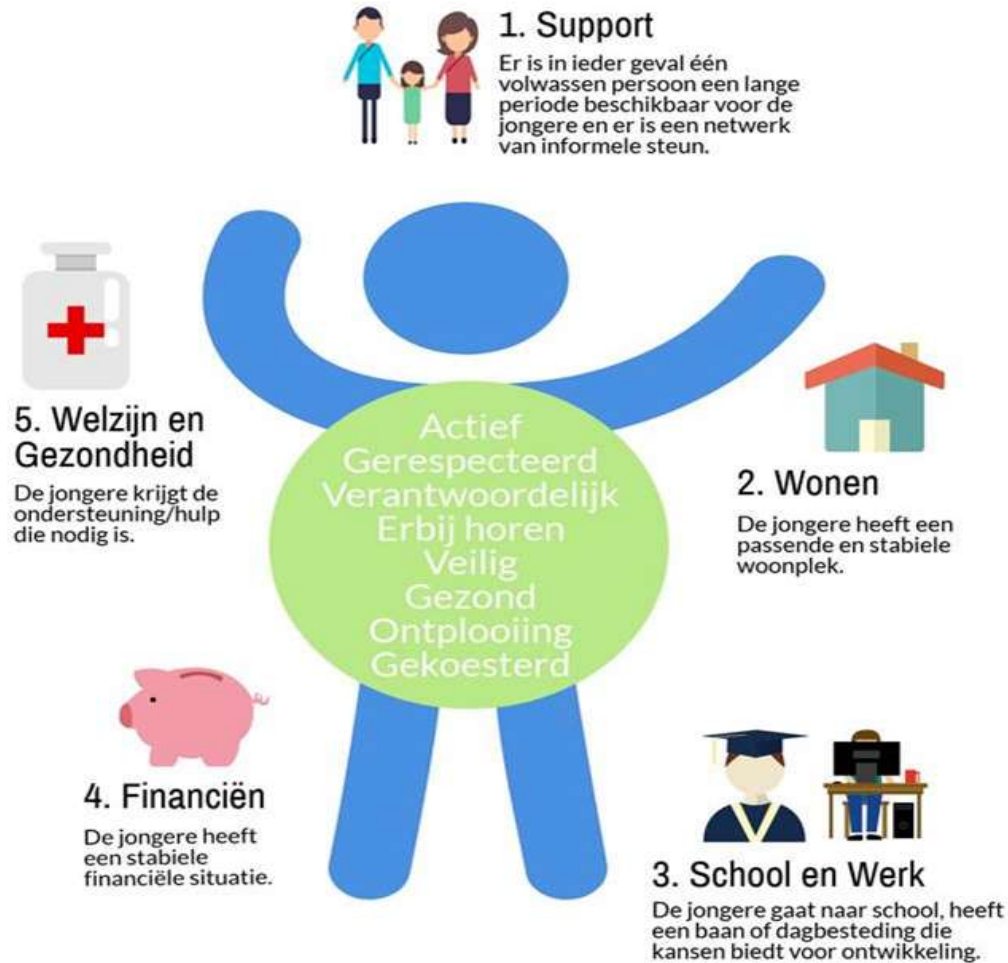 1. Support
Er is in ieder geval één
volwassen persoon een lange
periode beschikbaar voor de
jongere en er is een netwerk
van informele steun.
5. Welzijn en
Gezondheid
De jongere krijgt de
ondersteuning/hulp
die nodig is.
Actief
Gerespecteerd
Verantwoordelijk
Erbij horen
Veilig
Gezond
Ontplooiing
Gekoesterd
2. Wonen
De jongere heeft een
passende en stabiele
woonplek.
4. Financiën
De jongere heeft
een stabiele
financiële situatie.
3. School en Werk
De jongere gaat naar school, heeft
een baan of dagbesteding die
kansen biedt voor ontwikkeling.